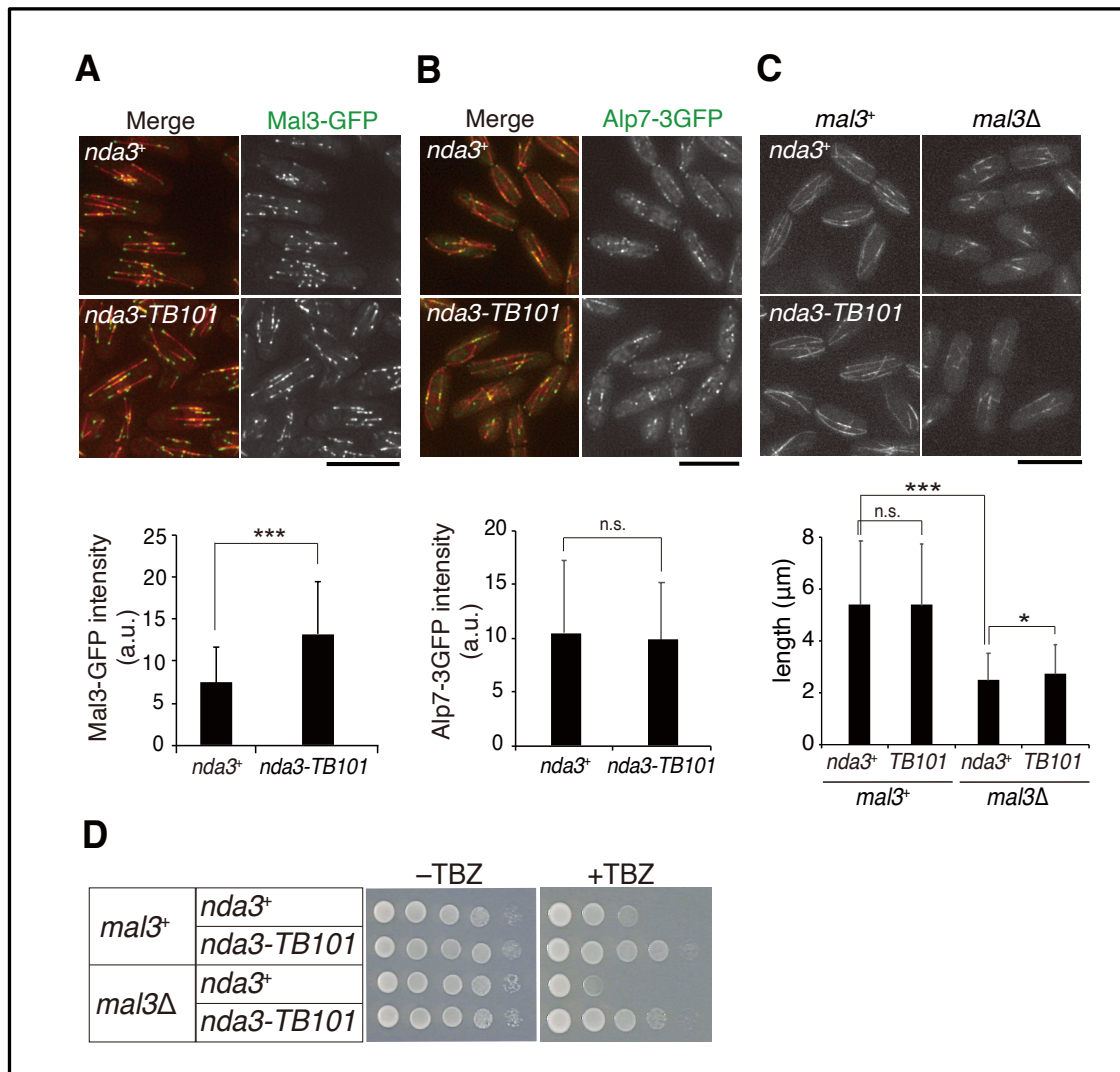 A
B
C
Merge
Mal3-GFP
Merge
Alp7-3GFP
mal3⁺
mal3Δ
nda3⁺
nda3⁺
nda3⁺
nda3-TB101
nda3-TB101
nda3-TB101
Mal3-GFP intensity
(a.u.)
25
20
15
10
5
0
***
nda3⁺
nda3-TB101
Alp7-3GFP intensity
(a.u.)
20
15
10
5
0
n.s.
nda3⁺
nda3-TB101
length (µm)
8
6
4
2
0
***
n.s.
*
nda3⁺ TB101 nda3⁺ TB101
mal3⁺ mal3Δ
D
–TBZ
+TBZ
mal3⁺
nda3⁺
nda3-TB101
mal3Δ
nda3⁺
nda3-TB101